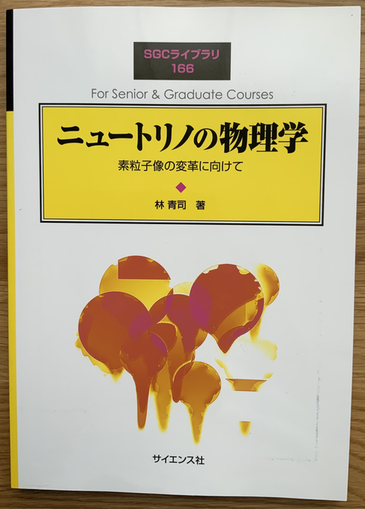 SGCライブラリ
166
For Senior & Graduate Courses
ニュートリノの物理学
素粒子像の変革に向けて
林 青司 著
サイエンス社